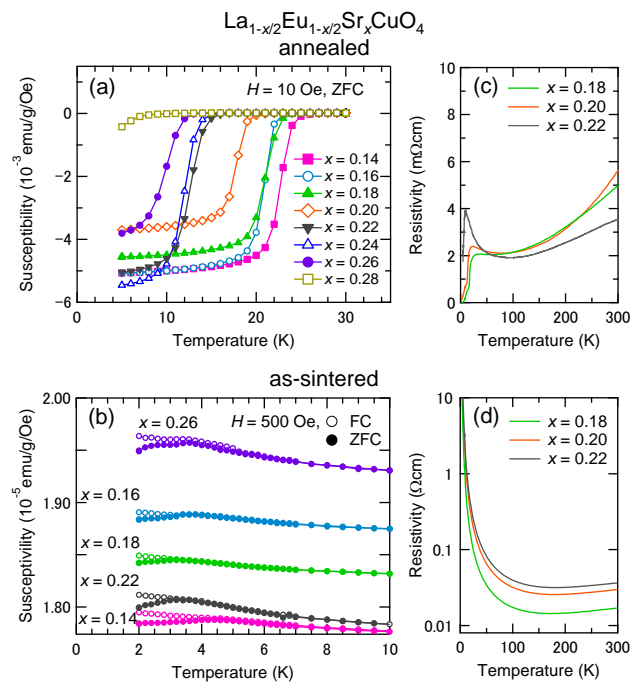 La1-x/2Eu1-x/2SrxCuO4
annealed
(a)
H = 10 Oe, ZFC
x = 0.14
x = 0.16
x = 0.18
x = 0.20
x = 0.22
x = 0.24
x = 0.26
x = 0.28
Susceptibility (10-3 emu/g/Oe)
0
−1
−2
−3
−4
−5
−6
0
10
20
30
Temperature (K)
(c)
x = 0.18
x = 0.20
x = 0.22
Resistivity (mΩcm)
10
8
6
4
2
0
0
100
200
300
Temperature (K)
as-sintered
(b)
x = 0.26
H = 500 Oe,
FC
ZFC
x = 0.16
x = 0.18
x = 0.22
x = 0.14
Susceptivility (10-5 emu/g/Oe)
2.00
1.90
1.80
0
2
4
6
8
10
Temperature (K)
(d)
x = 0.18
x = 0.20
x = 0.22
Resistivity (Ωcm)
10
1
0.1
0.01
0
100
200
300
Temperature (K)